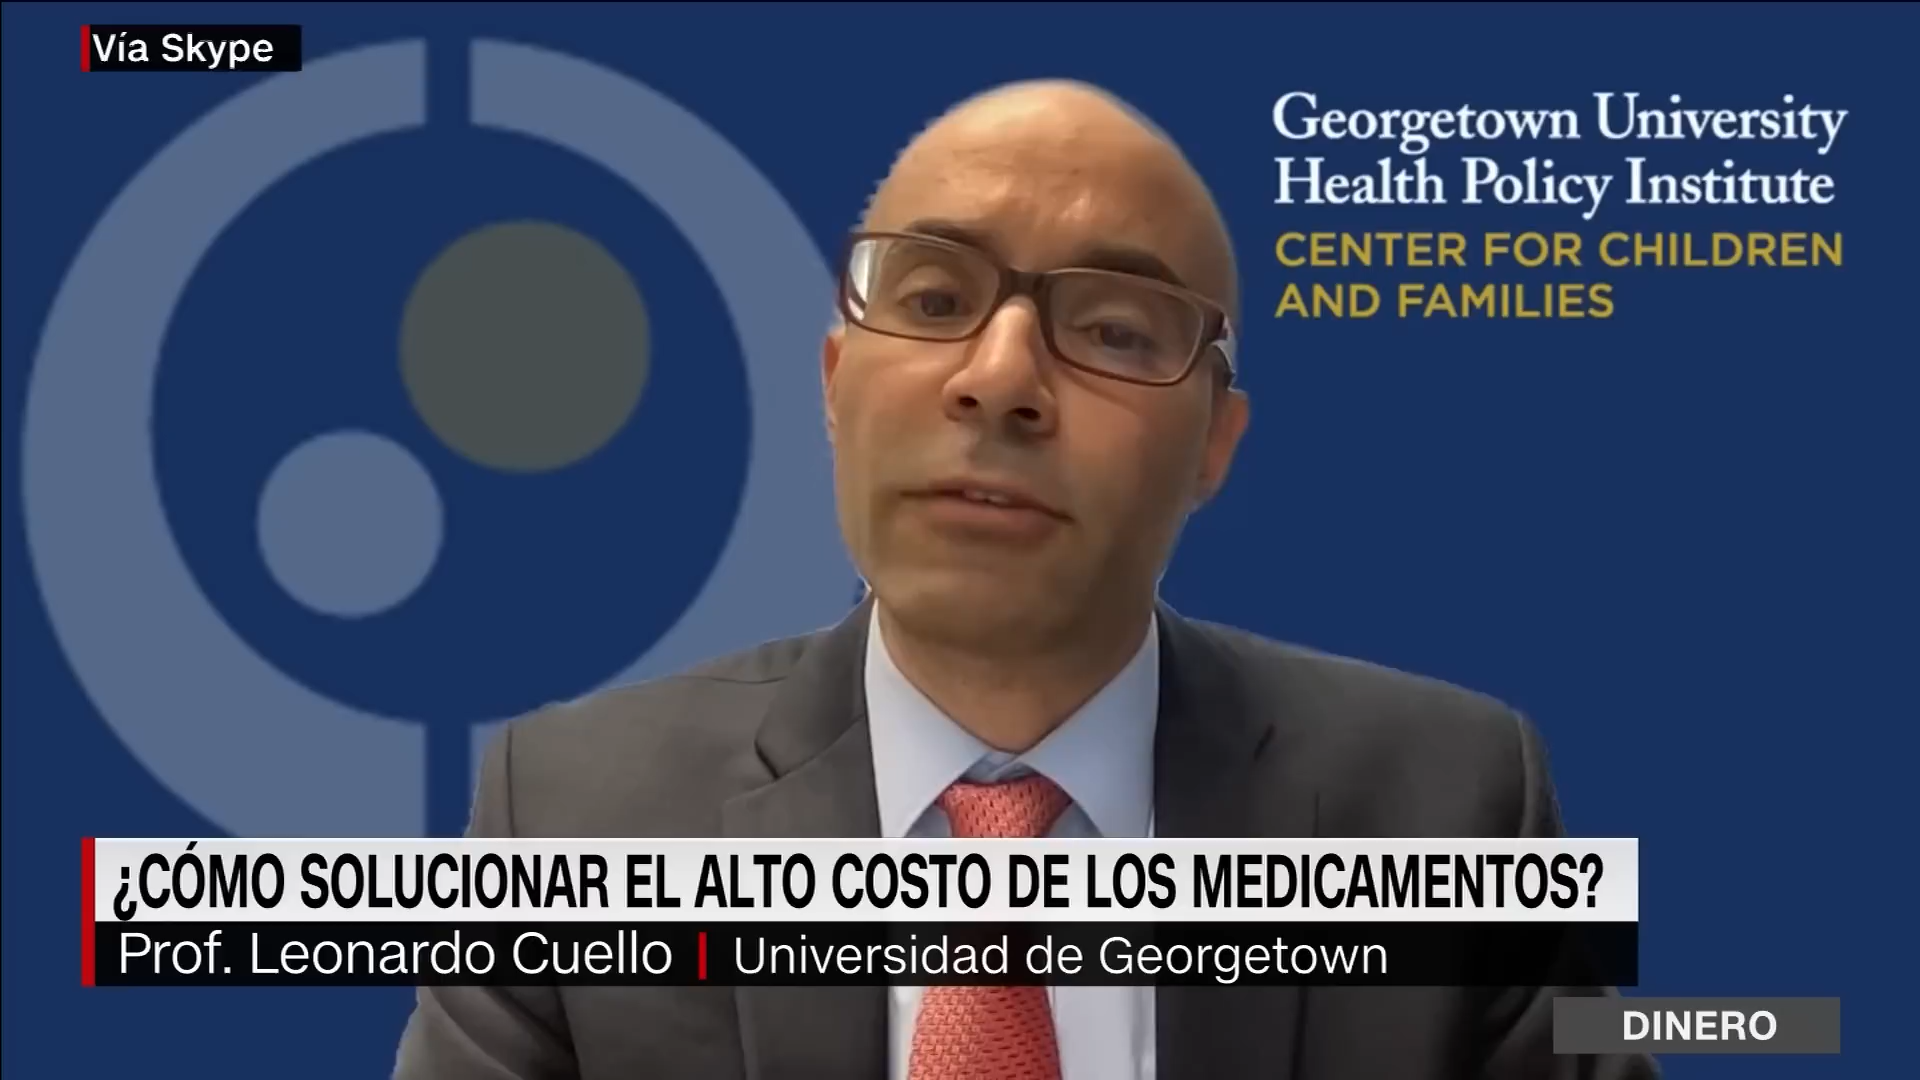 Vía Skype
Georgetown University
Health Policy Institute
CENTER FOR CHILDREN
AND FAMILIES
¿CÓMO SOLUCIONAR EL ALTO COSTO DE LOS MEDICAMENTOS?
Prof. Leonardo Cuello | Universidad de Georgetown
DINERO